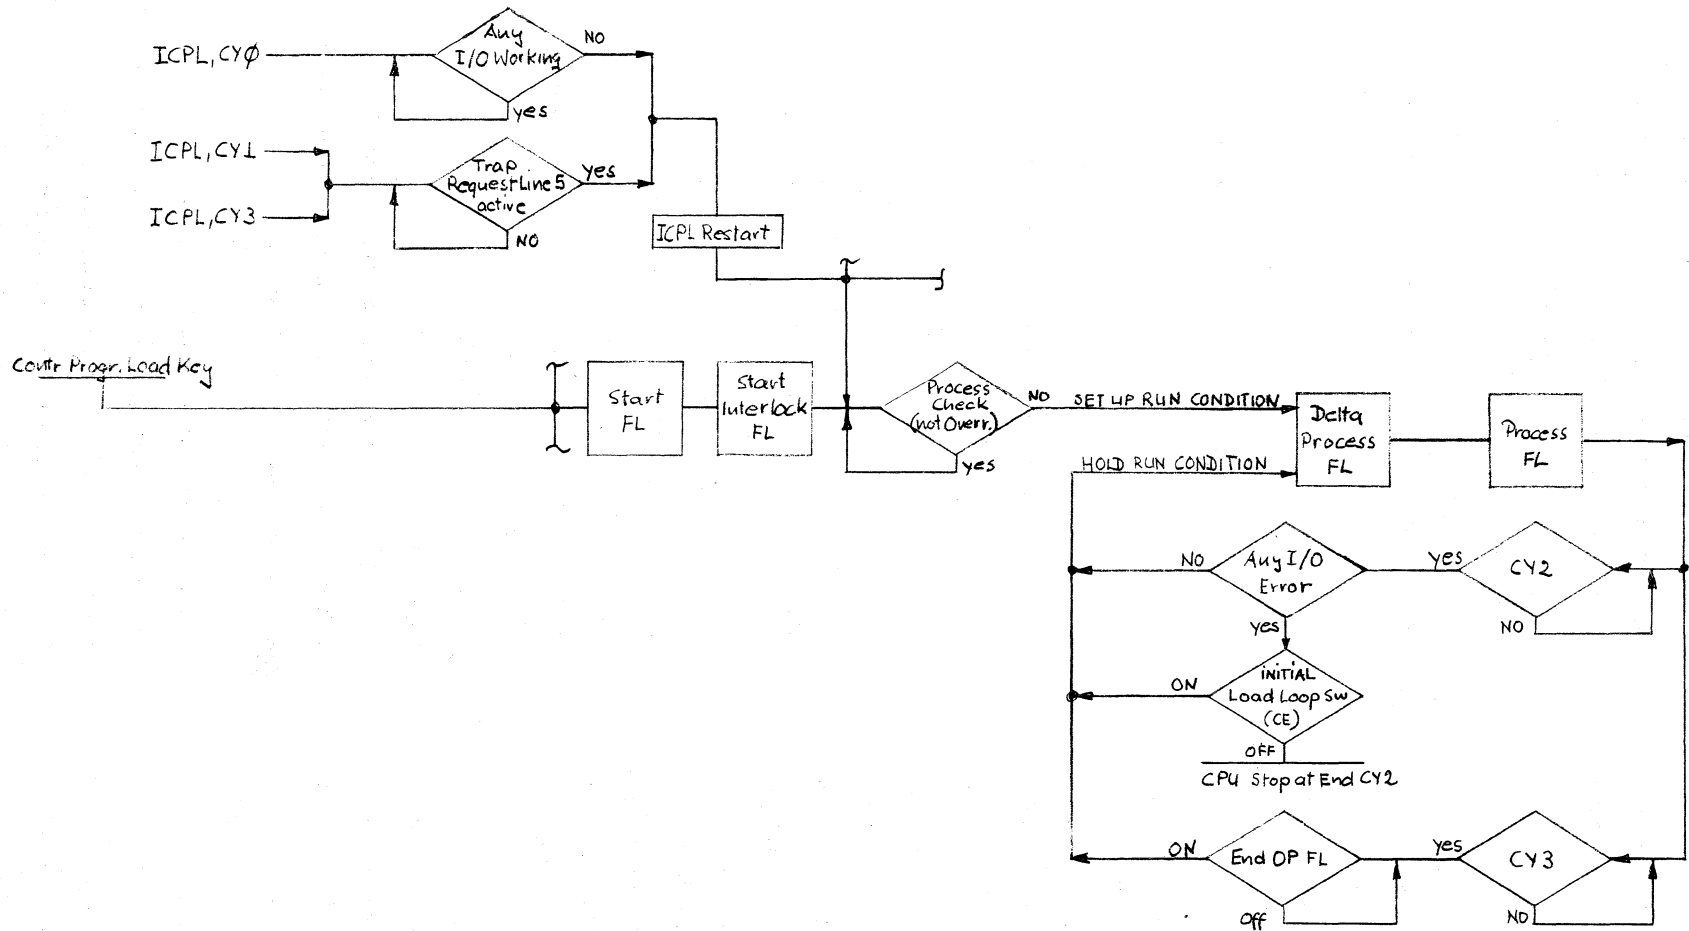 ICPL, CYØ
Any
I/O Working
NO
yes
ICPL, CY1
ICPL, CY3
Trap
Request Line 5
active
yes
NO
ICPL Restart
Contr Progr. Load Key
Start
FL
Start
Interlock
FL
Process
Check
(not Overr.)
NO
yes
SET UP RUN CONDITION
HOLD RUN CONDITION
Delta
Process
FL
Process
FL
NO
Any I/O
Error
yes
yes
CY2
NO
ON
INITIAL
Load Loop Sw
(CE)
OFF
CPU Stop at End CY2
ON
End OP FL
Off
yes
CY3
NO